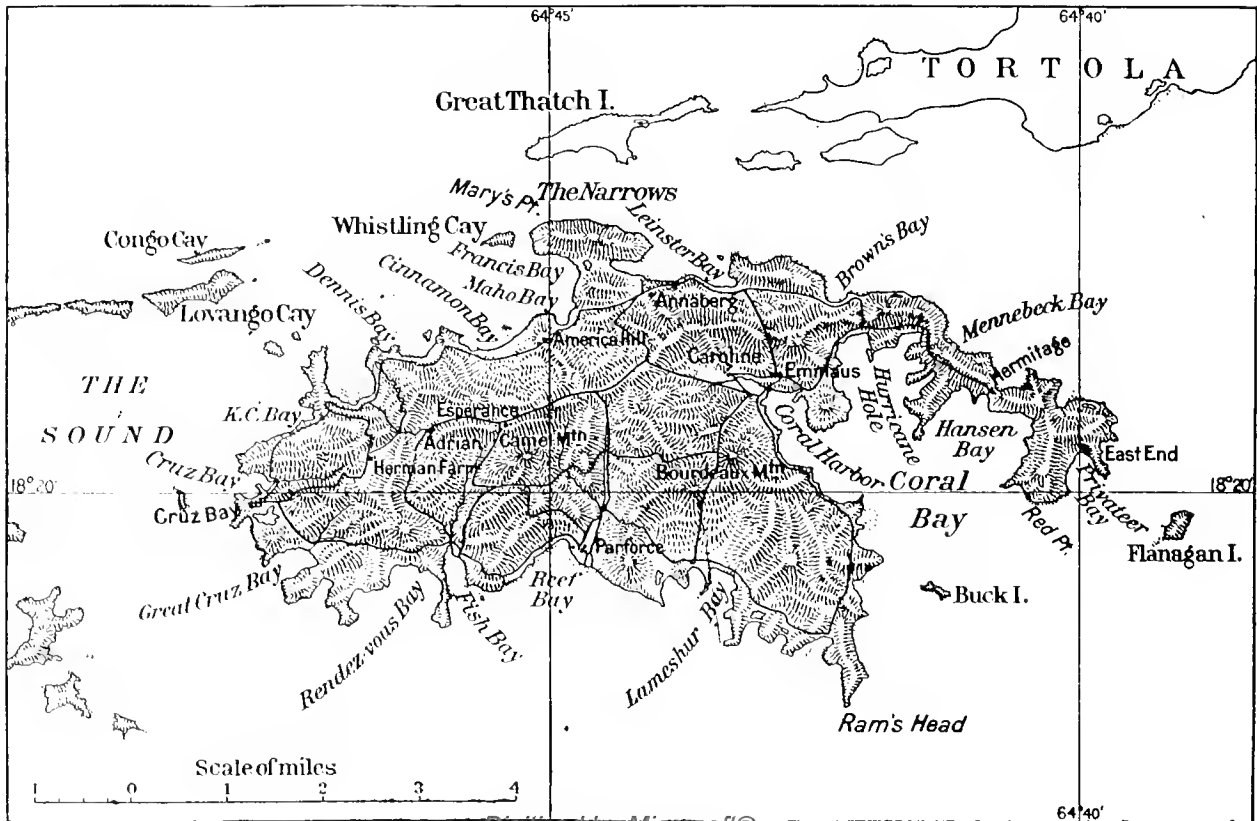 64°45'
64°40'
TORTOLA
Great Thatch I.
Mary's Pt.
The Narrows
Whistling Cay
Leinster Bay
Congo Cay
Francis Bay
Brown's Bay
Dennis Bay
Cinnamon Bay
Maho Bay
Lovango Cay
Annaberg
Mennebeck Bay
America Hill
Caroline
Emmaus
Hermitage
THE
SOUND
K.C. Bay
Esperance
Hurricane
Hole
Adrian
Camel Mtn
Hansen
Bay
Cruz Bay
Herman Farm
Bourdeaux Mtn
Coral Harbor
Coral
Bay
East End
18°20'
18°20'
Cruz Bay
Privateer
Bay
Red Pt.
Flanagan I.
Parforce
Reef
Bay
Great Cruz Bay
Buck I.
Rendezvous Bay
Fish Bay
Lameshur Bay
Ram's Head
Scale of miles
1 0 1 2 3 4
64°40'